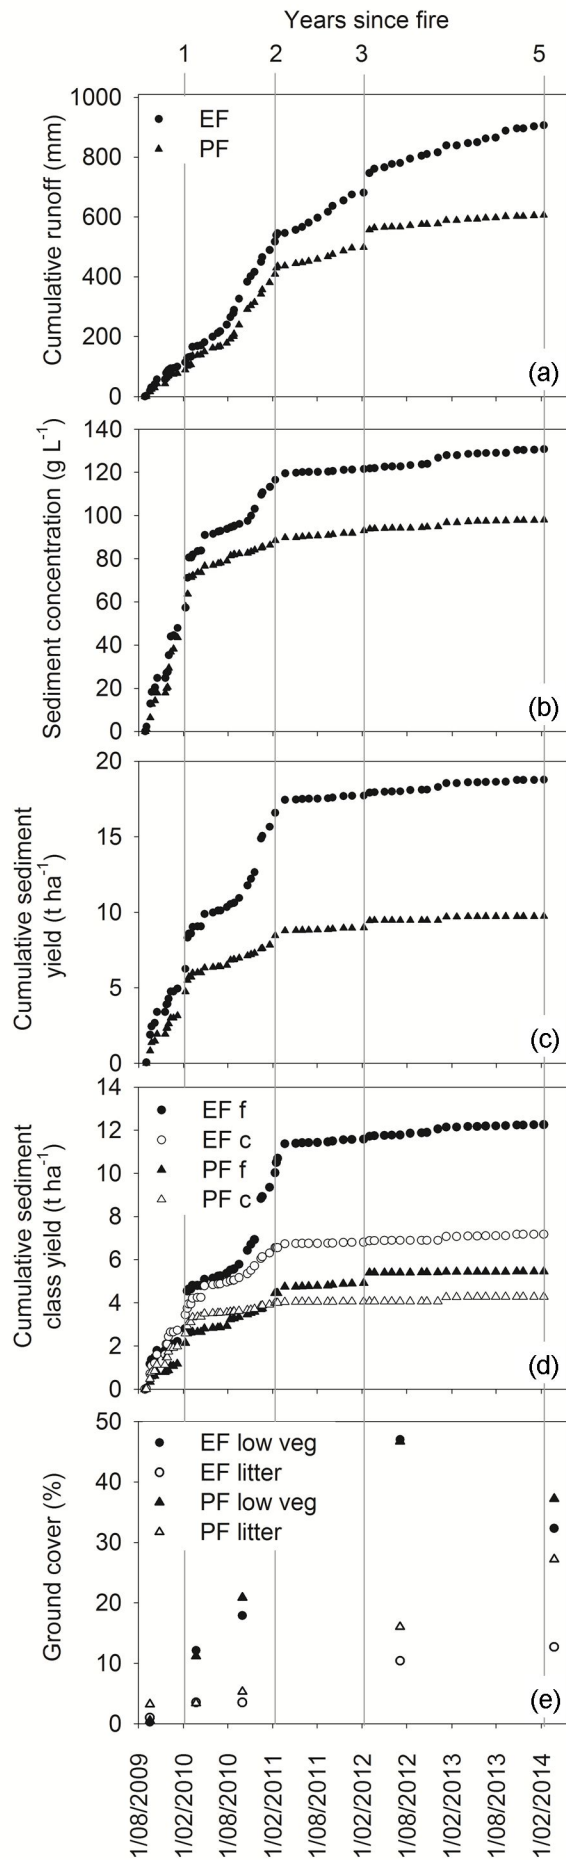 Years since fire
1 2 3 5
Cumulative runoff (mm)
1000
800
600
400
200
0
EF
PF
(a)
Sediment concentration (g L-1)
140
120
100
80
60
40
20
0
(b)
Cumulative sediment
yield (t ha-1)
20
15
10
5
0
(c)
Cumulative sediment
class yield (t ha-1)
14
12
10
8
6
4
2
0
EF f
EF c
PF f
PF c
(d)
Ground cover (%)
50
40
30
20
10
0
EF low veg
EF litter
PF low veg
PF litter
(e)
1/08/2009
1/02/2010
1/08/2010
1/02/2011
1/08/2011
1/02/2012
1/08/2012
1/02/2013
1/08/2013
1/02/2014